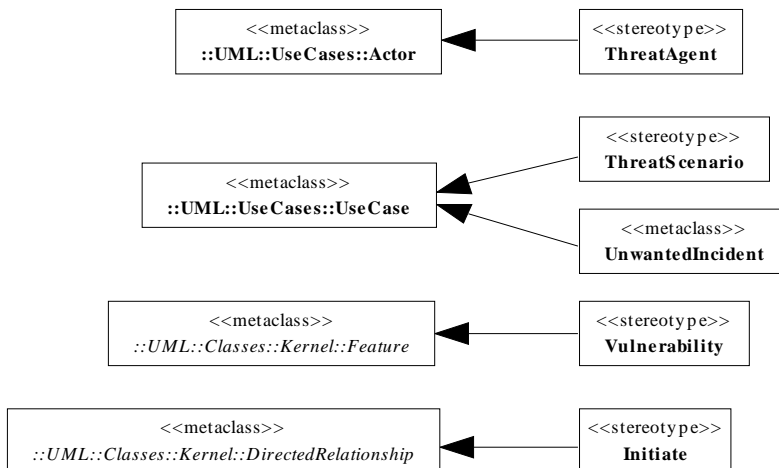 <<metaclass>>
::UML::UseCases::Actor
<<stereotype>>
ThreatAgent
<<stereotype>>
ThreatScenario
<<metaclass>>
::UML::UseCases::UseCase
<<metaclass>>
UnwantedIncident
<<metaclass>>
::UML::Classes::Kernel::Feature
<<stereotype>>
Vulnerability
<<metaclass>>
::UML::Classes::Kernel::DirectedRelationship
<<stereotype>>
Initiate